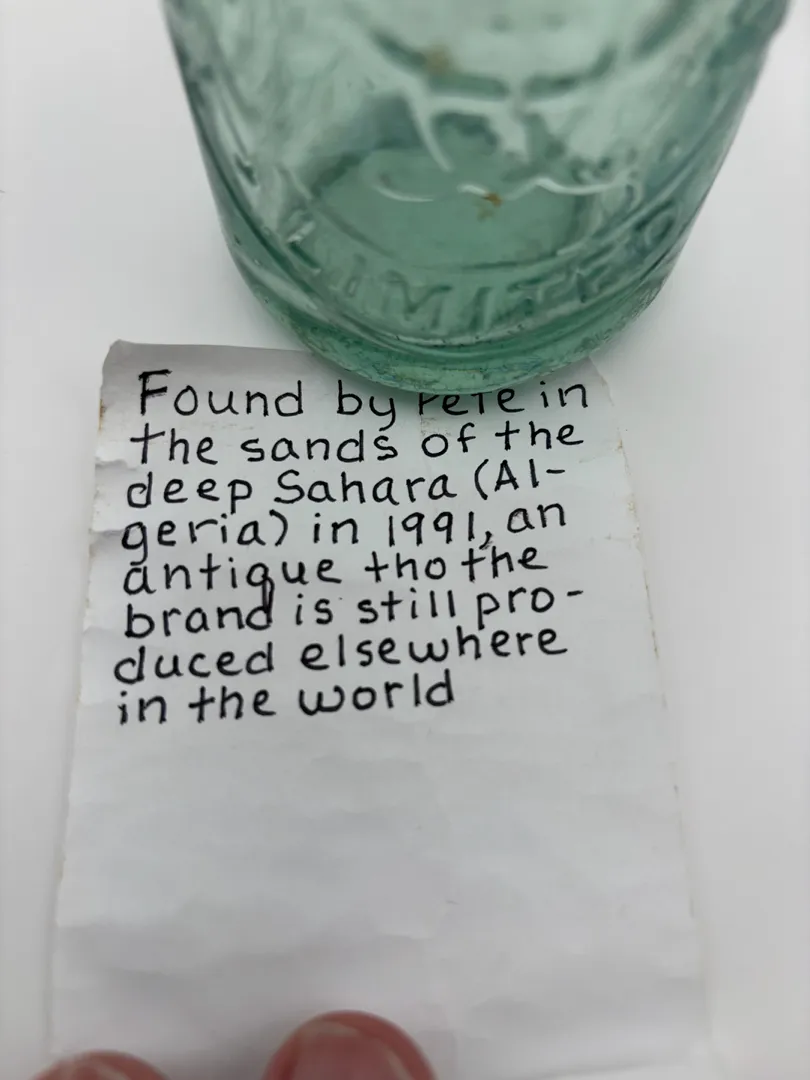 LIMITED
Found by Pete in
the sands of the
deep Sahara (Al-
geria) in 1991, an
antique tho the
brand is still pro-
duced elsewhere
in the world